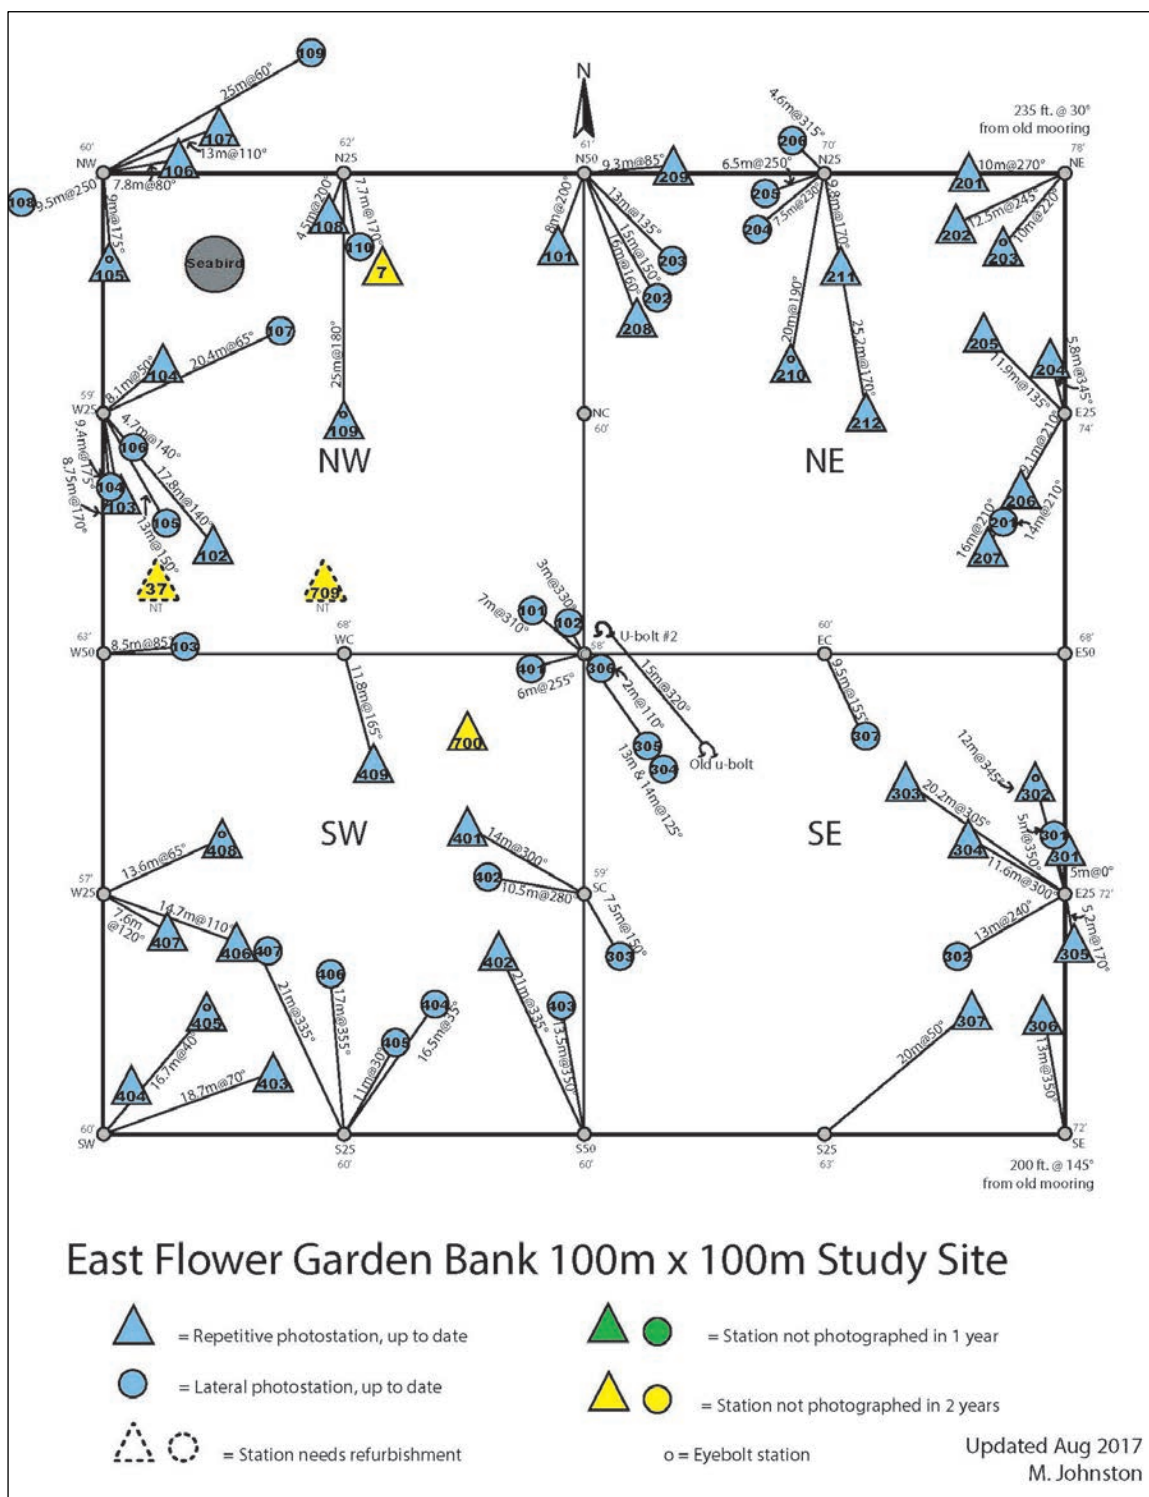 109
25m@60°
107
13m@110°
106
7.8m@80°
60'
NW
108
9.5m@250
9m@175°
105
Seabird
62'
N25
4.5m@200°
108
7.7m@170°
110
7
25m@180°
109
N
61'
N50
9.3m@85°
209
8m@200°
101
13m@135°
203
15m@150°
202
16m@160°
208
4.6m@315°
206
70'
N25
6.5m@250°
205
7.5m@230°
204
9.8m@170°
211
20m@190°
210
25.2m@170°
212
235 ft. @ 30°
from old mooring
78'
NE
10m@270°
201
12.5m@245°
202
10m@220°
203
107
20.4m@65°
104
8.1m@50°
59'
W25
4.7m@140°
106
9.4m@175°
104
8.75m@170°
103
105
13m@150°
17.8m@140°
102
NW
NC
60'
NE
205
11.9m@135°
204
5.8m@345°
E25
74'
9.1m@210°
206
201
14m@210°
16m@210°
207
37
NT
709
NT
63'
W50
8.5m@85°
103
68'
WC
11.8m@165°
409
101
7m@310°
3m@330°
102
58'
U-bolt #2
15m@320°
Old u-bolt
401
6m@255°
306
2m@110°
305
304
13m & 14m@125°
60'
EC
9.5m@155°
307
68'
E50
700
SW
SE
408
13.6m@65°
57'
W25
14.7m@110°
7.6m
@120°
407
406
407
21m@335°
401
14m@300°
402
10.5m@280°
59'
SC
7.5m@150°
303
12m@345°
302
303
20.2m@305°
304
11.6m@300°
5m@350°
301
301
5m@0°
E25 72'
13m@240°
302
5.2m@170°
305
405
16.7m@40°
404
18.7m@70°
403
406
17m@355°
404
405
11m@30°
16.5m@35°
402
21m@335°
403
13.5m@350°
307
20m@50°
306
13m@350°
60'
SW
S25
60'
S50
60'
S25
63'
72'
SE
200 ft. @ 145°
from old mooring
East Flower Garden Bank 100m x 100m Study Site
= Repetitive photostation, up to date
= Station not photographed in 1 year
= Lateral photostation, up to date
= Station not photographed in 2 years
= Station needs refurbishment
o = Eyebolt station
Updated Aug 2017
M. Johnston